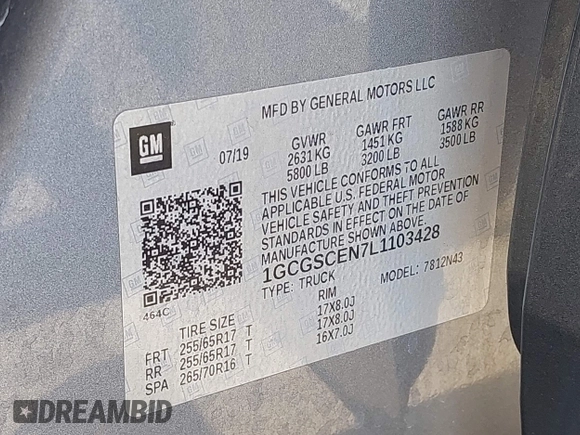 MFD BY GENERAL MOTORS LLC
GM
07/19
GVWR GAWR FRT GAWR RR
2631 KG 1451 KG 1588 KG
5800 LB 3200 LB 3500 LB
THIS VEHICLE CONFORMS TO ALL
APPLICABLE U.S. FEDERAL MOTOR
VEHICLE SAFETY AND THEFT PREVENTION
STANDARDS IN EFFECT ON THE DATE OF
MANUFACTURE SHOWN ABOVE.
1GCGSCEN7L1103428
TYPE: TRUCK MODEL: 7812N43
464C
TIRE SIZE RIM
FRT 255/65R17 T 17X8.0J
RR 255/65R17 T 17X8.0J
SPA 265/70R16 T 16X7.0J
DREAMBID